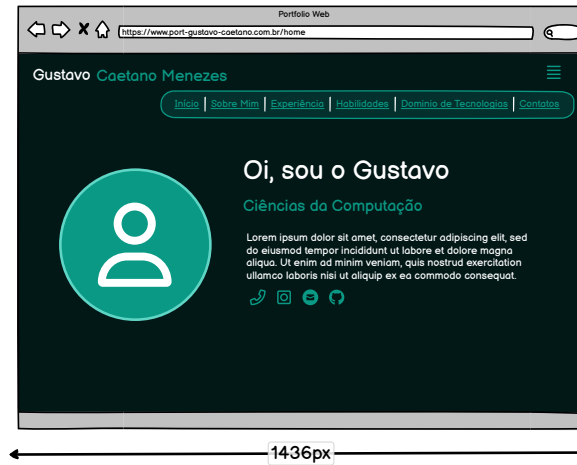 Portfolio Web
https://www.port-gustavo-caetano.com.br/home
Gustavo Caetano Menezes
Início Sobre Mim Experiência Habilidades Dominio de Tecnologias Contatos
Oi, sou o Gustavo
Ciências da Computação
Lorem ipsum dolor sit amet, consectetur adipiscing elit, sed
do eiusmod tempor incididunt ut labore et dolore magna
aliqua. Ut enim ad minim veniam, quis nostrud exercitation
ullamco laboris nisi ut aliquip ex ea commodo consequat.
1436px